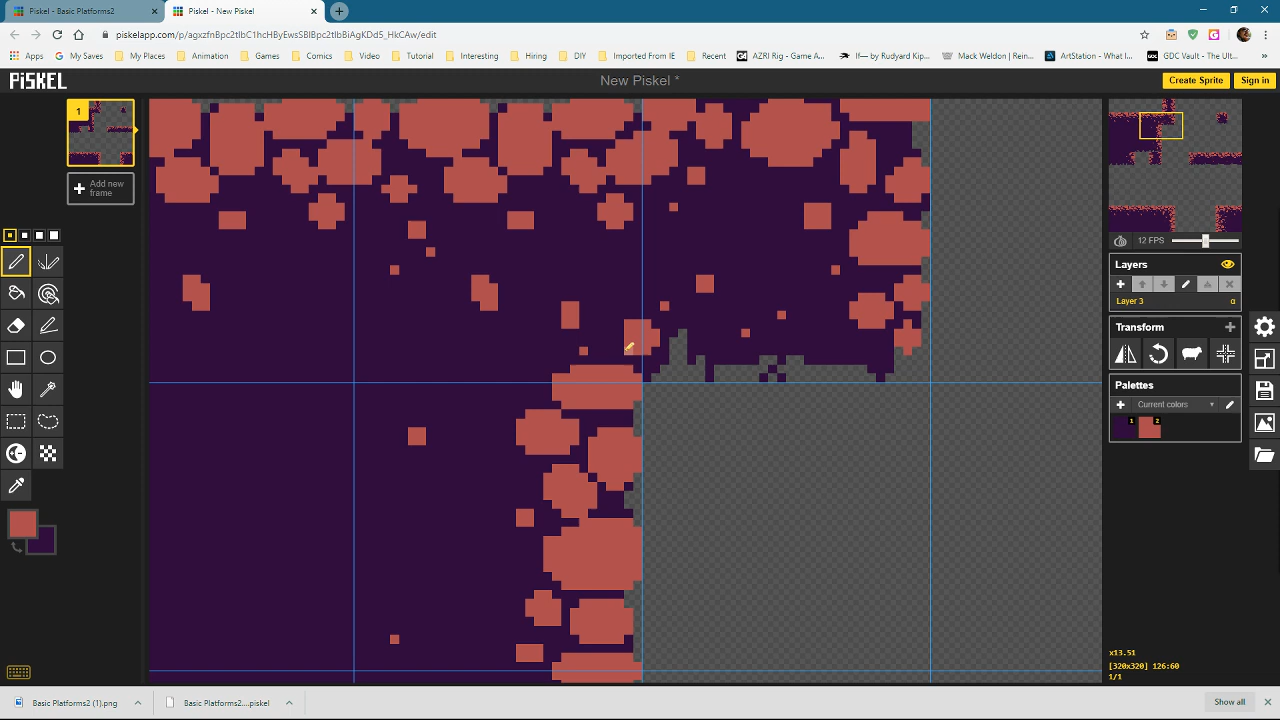 Piskel - Basic Platforms2
Piskel - New Piskel
piskelapp.com/p/agxzfnBpc2tlbC1hcHByEwsSBlBpc2tlbBiAgKDd5_HkCAw/edit
Apps
My Saves
My Places
Animation
Games
Comics
Video
Tutorial
Interesting
Hiring
DIY
Imported From IE
Recent
AZRI Rig - Game A...
If— by Rudyard Kip...
Mack Weldon | Rein...
ArtStation - What I...
GDC Vault - The Ult...
PiSKEL
New Piskel *
Create Sprite
Sign in
1
Add new
frame
12 FPS
Layers
Layer 3
α
Transform
Palettes
Current colors
1
2
x13.51
[320x320] 126:60
1/1
Basic Platforms2 (1).png
Basic Platforms2....piskel
Show all